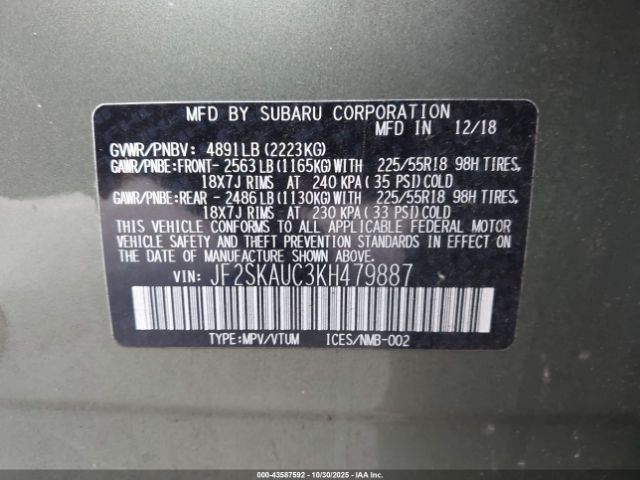 MFD BY SUBARU CORPORATION
MFD IN 12/18
GVWR/PNBV: 4891LB (2223KG)
GAWR/PNBE:FRONT- 2563 LB (1165KG) WITH 225/55R18 98H TIRES,
18X7J RIMS AT 240 KPA ( 35 PSI) COLD
GAWR/PNBE:REAR - 2486 LB (1130KG) WITH 225/55R18 98H TIRES,
18X7J RIMS AT 230 KPA ( 33 PSI) COLD
THIS VEHICLE CONFORMS TO ALL APPLICABLE FEDERAL MOTOR
VEHICLE SAFETY AND THEFT PREVENTION STANDARDS IN EFFECT ON
THE DATE OF MANUFACTURE SHOWN ABOVE.
VIN: JF2SKAUC3KH479887
TYPE:MPV/VTUM ICES/NMB-002
000-43587592 - 10/30/2025 - IAAI.COM